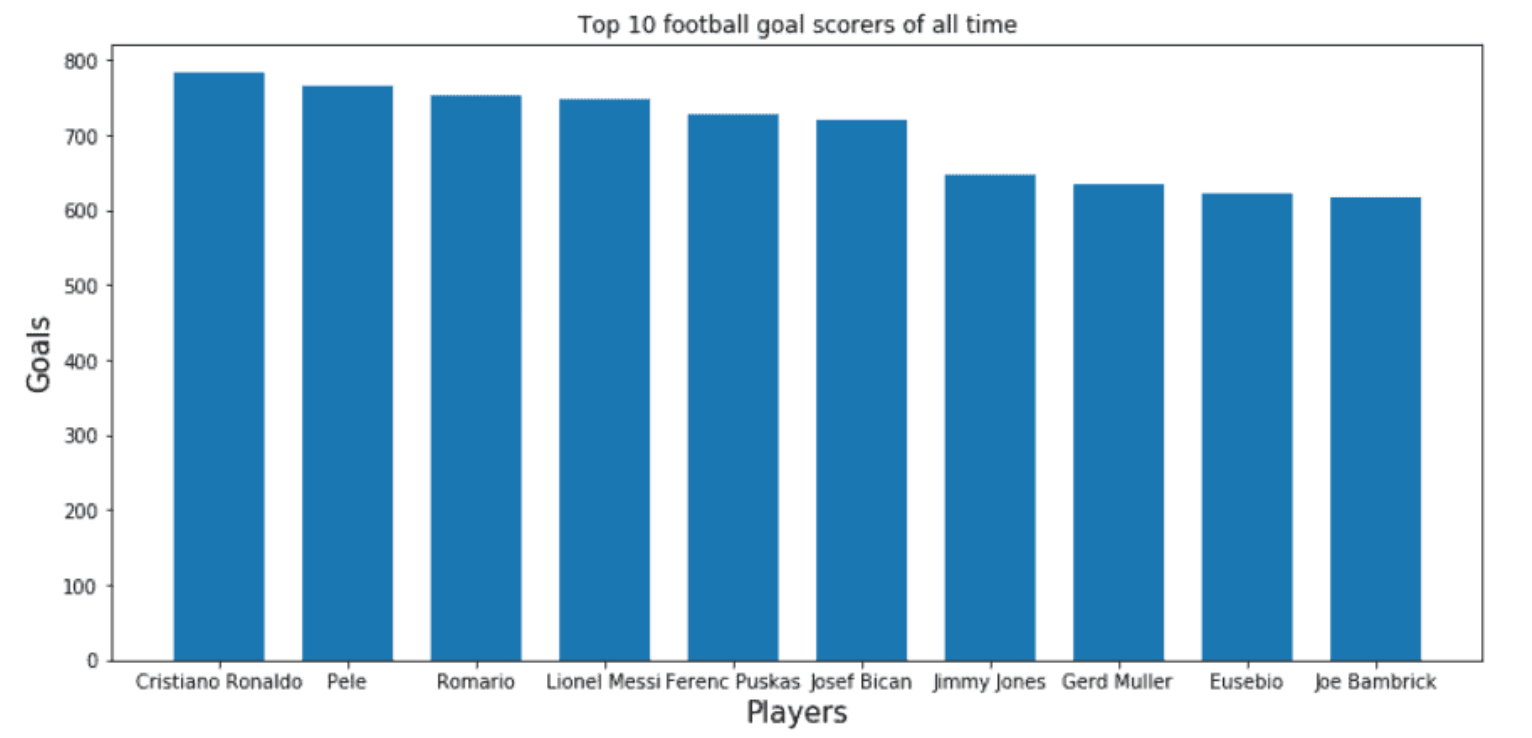 Top 10 football goal scorers of all time
Goals
800
700
600
500
400
300
200
100
0
Cristiano Ronaldo Pele Romario Lionel Messi Ferenc Puskas Josef Bican Jimmy Jones Gerd Muller Eusebio Joe Bambrick
Players